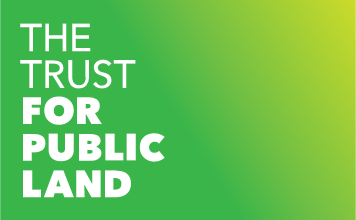 THE
TRUST
FOR
PUBLIC
LAND